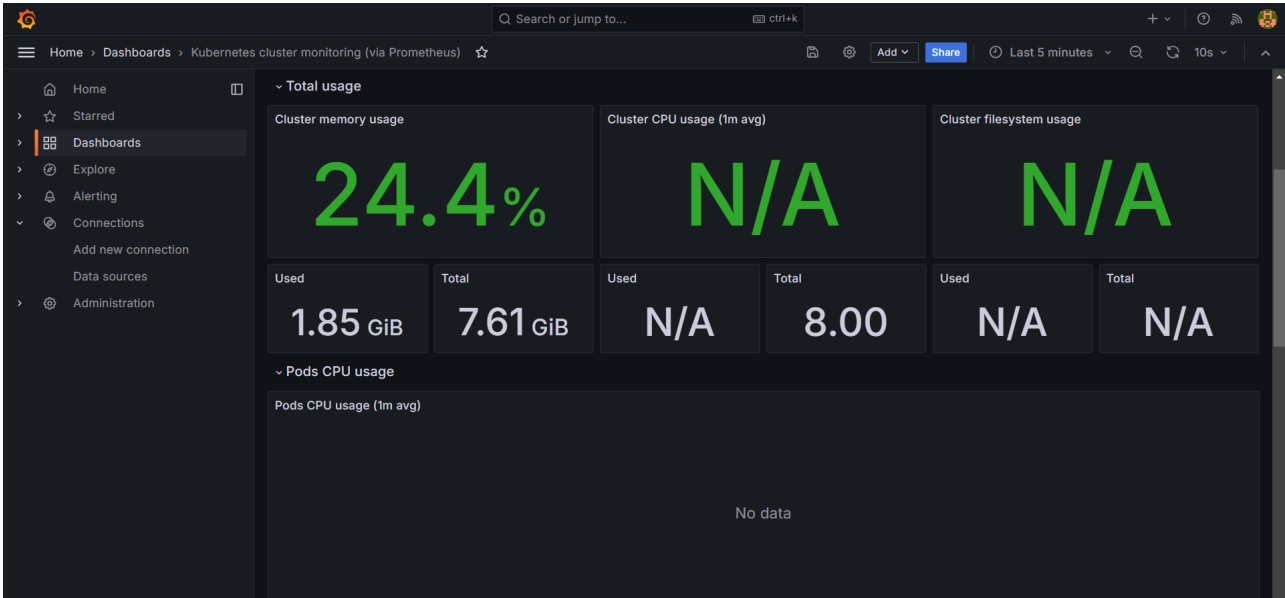 Search or jump to... ctrl+k
Home › Dashboards › Kubernetes cluster monitoring (via Prometheus) Add Share Last 5 minutes 10s
Home
Starred
Dashboards
Explore
Alerting
Connections
Add new connection
Data sources
Administration
Total usage
Cluster memory usage
24.4%
Cluster CPU usage (1m avg)
N/A
Cluster filesystem usage
N/A
Used
1.85 GiB
Total
7.61 GiB
Used
N/A
Total
8.00
Used
N/A
Total
N/A
Pods CPU usage
Pods CPU usage (1m avg)
No data